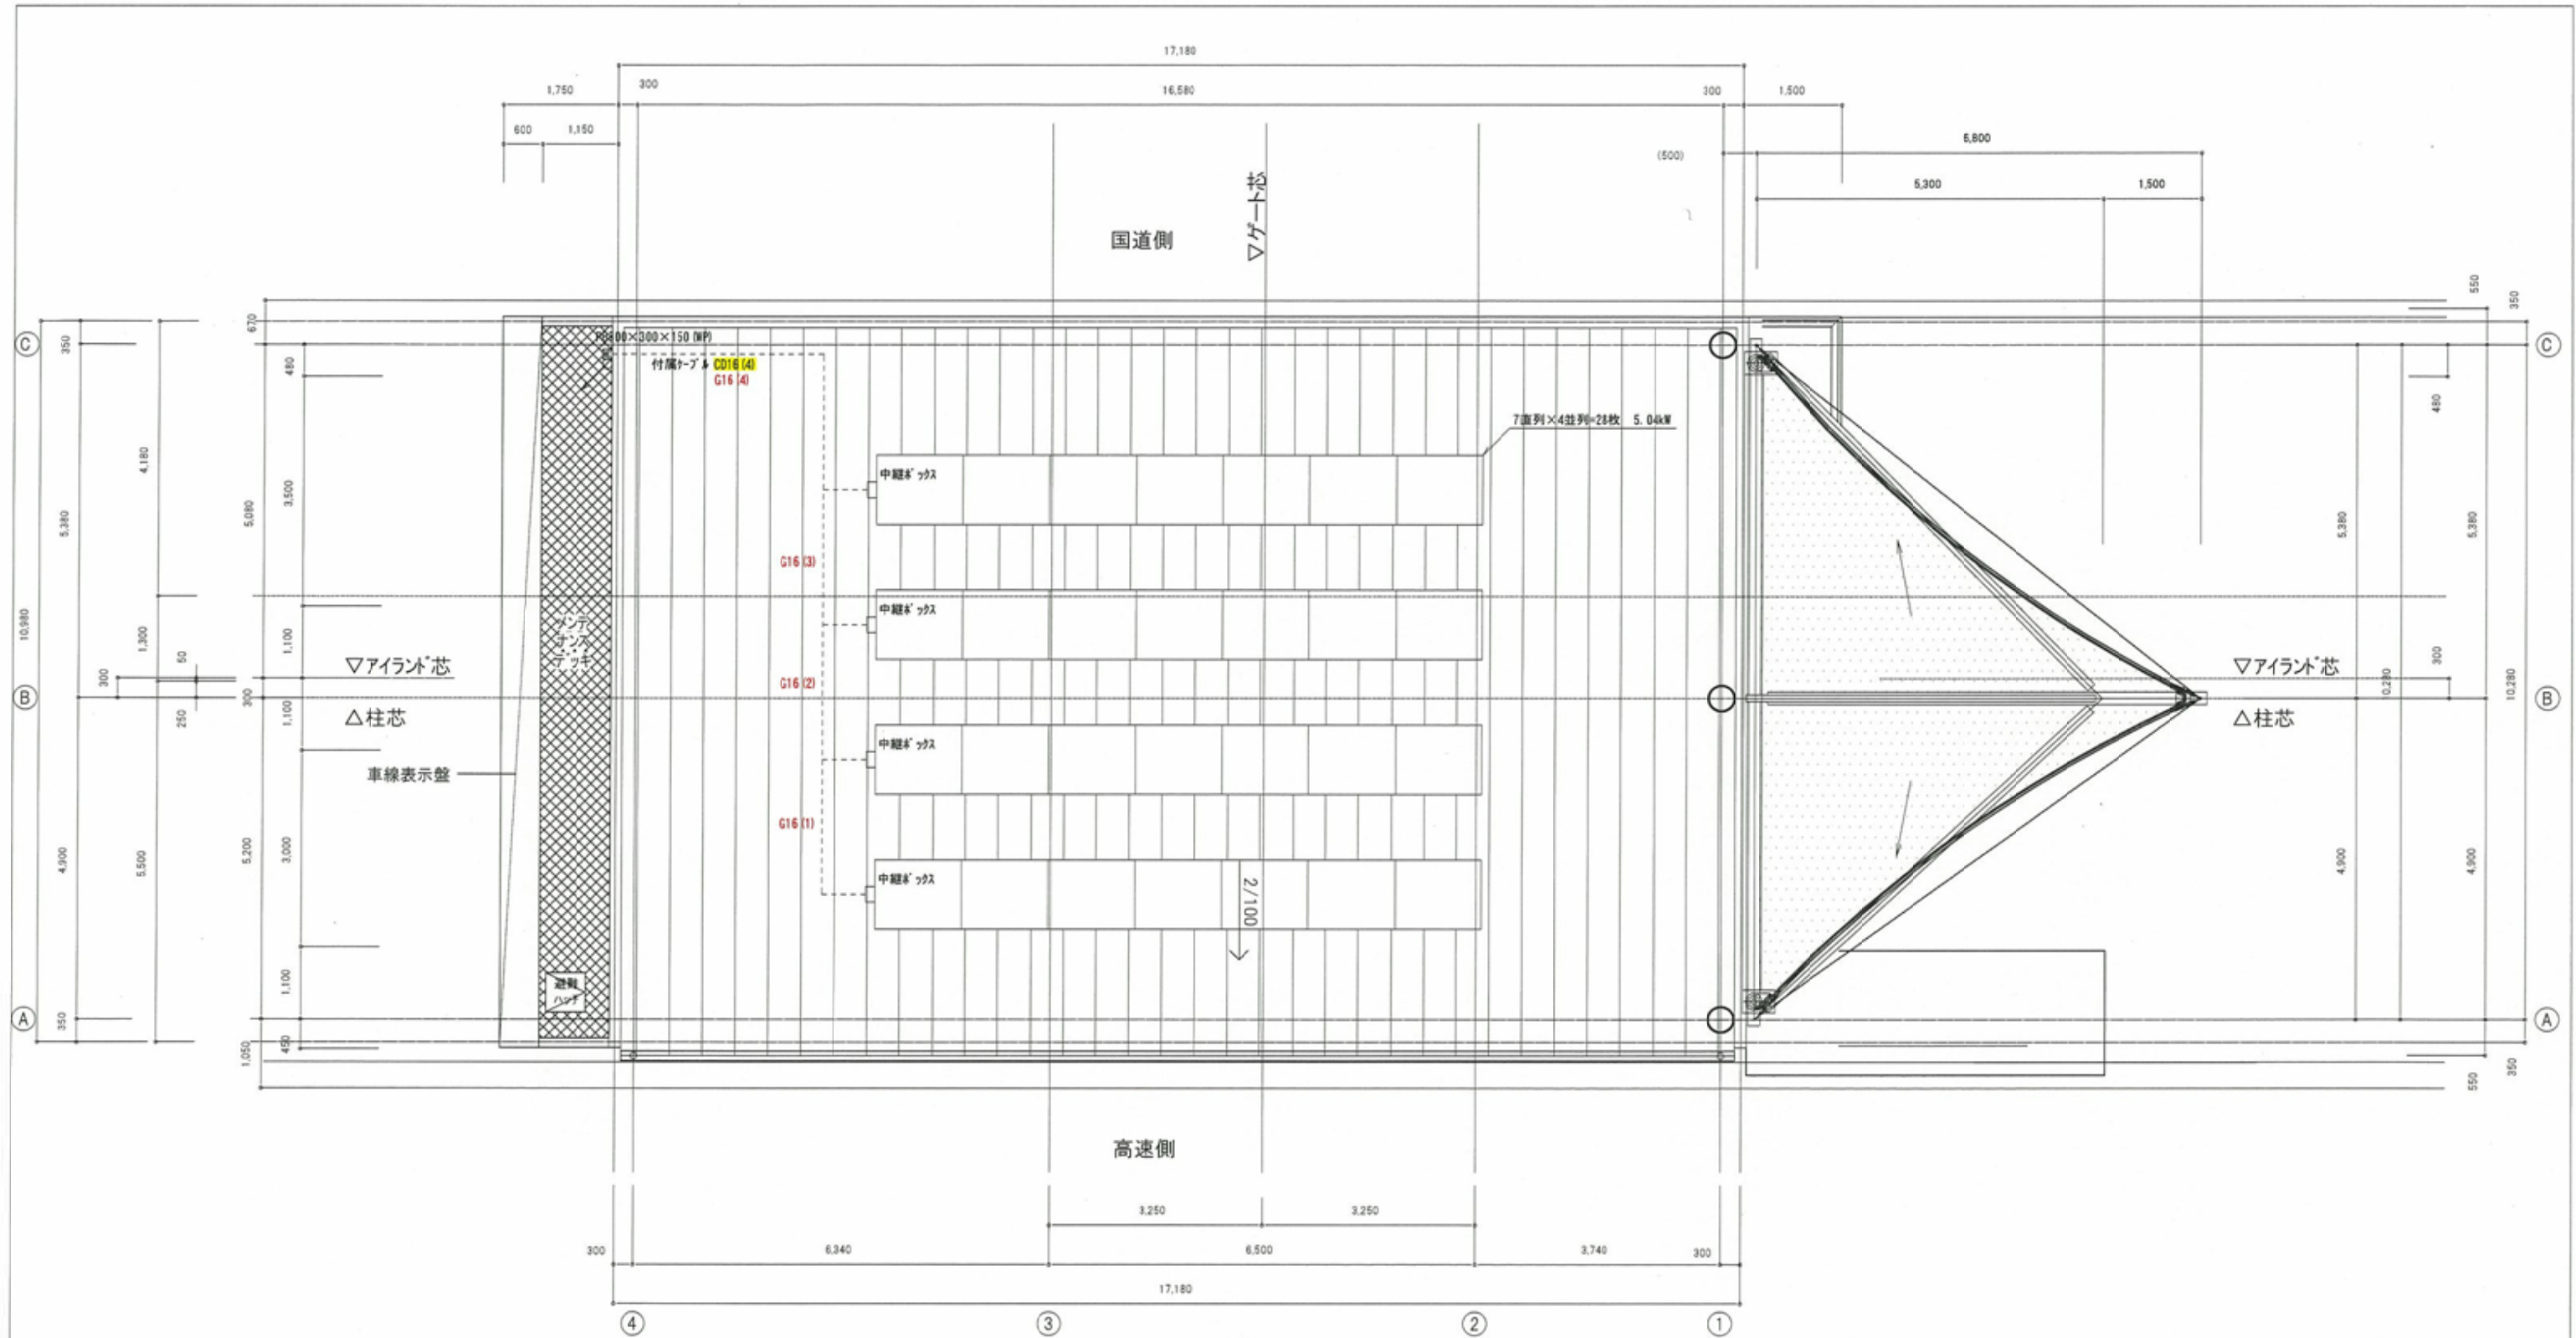 17,180
1,750
300
16,580
300
1,500
600
1,150
(500)
6,800
5,300
1,500
▽ゲート芯
国道側
550
350
670
C
350
480
付属ケーブル CD16(4)
G16(4)
C
480
7直列×4並列=28枚 5.04kW
4,180
中継ボックス
3,500
5,380
5,080
5,380
5,380
G16(3)
中継ボックス
10,980
1,300
1,100
メンテ
ナンス
デッキ
50
▽アイランド芯
300
▽アイランド芯
300
G16(2)
10,280
10,280
B
300
250
1,100
△柱芯
△柱芯
B
中継ボックス
車線表示盤
G16(1)
4,900
5,500
5,200
3,000
4,900
4,900
中継ボックス
2/100
1,100
避難
ハッチ
A
350
450
1,050
A
550
350
高速側
3,250
3,250
300
6,340
6,500
3,740
300
17,180
4
3
2
1